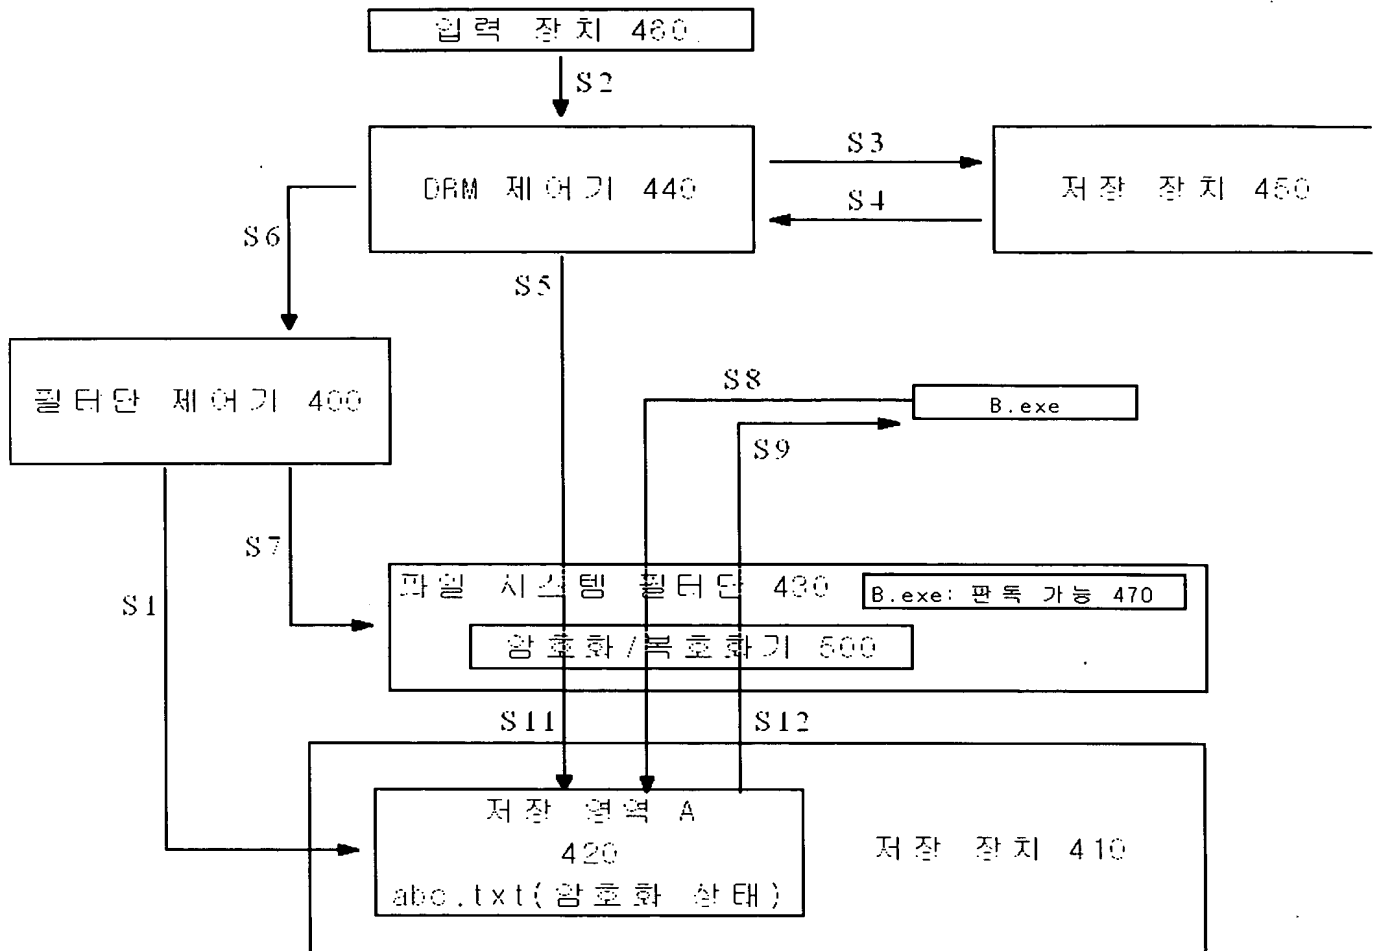 입력 장치 460
S2
S3
DRM 제어기 440
저장 장치 450
S4
S6
S5
S8
필터단 제어기 400
B.exe
S9
S7
파일 시스템 필터단 430
B.exe: 판독 가능 470
S1
암호화/복호화기 500
S11
S12
저장 영역 A
420
저장 장치 410
abc.txt(암호화 상태)